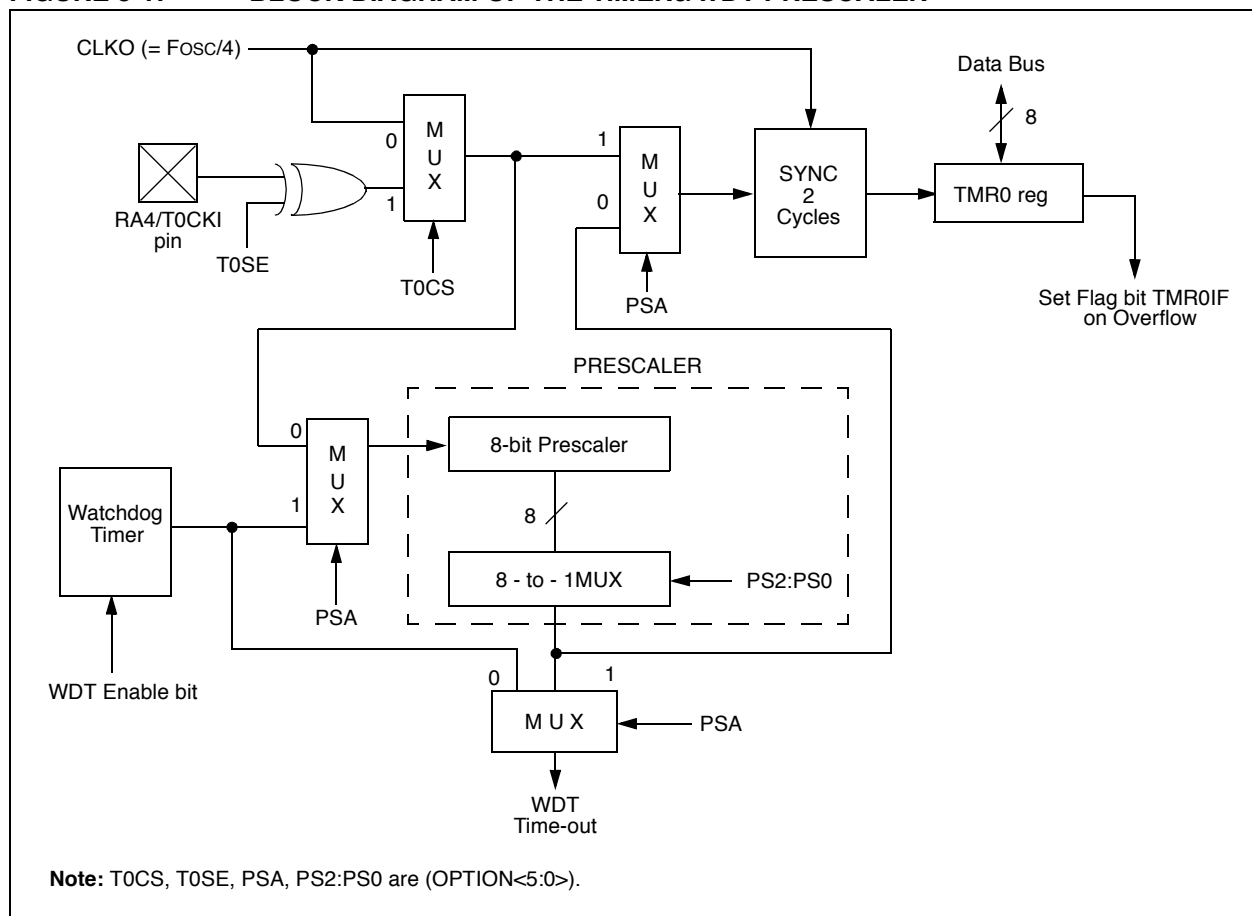 CLKO (= FOSC/4)
Data Bus
8
M
U
X
0
1
RA4/T0CKI
pin
T0SE
T0CS
1
0
M
U
X
PSA
SYNC
2
Cycles
TMR0 reg
Set Flag bit TMR0IF
on Overflow
PRESCALER
0
1
M
U
X
8-bit Prescaler
Watchdog
Timer
8
8 - to - 1MUX
PS2:PS0
PSA
WDT Enable bit
0
1
M U X
PSA
WDT
Time-out
Note: T0CS, T0SE, PSA, PS2:PS0 are (OPTION<5:0>).